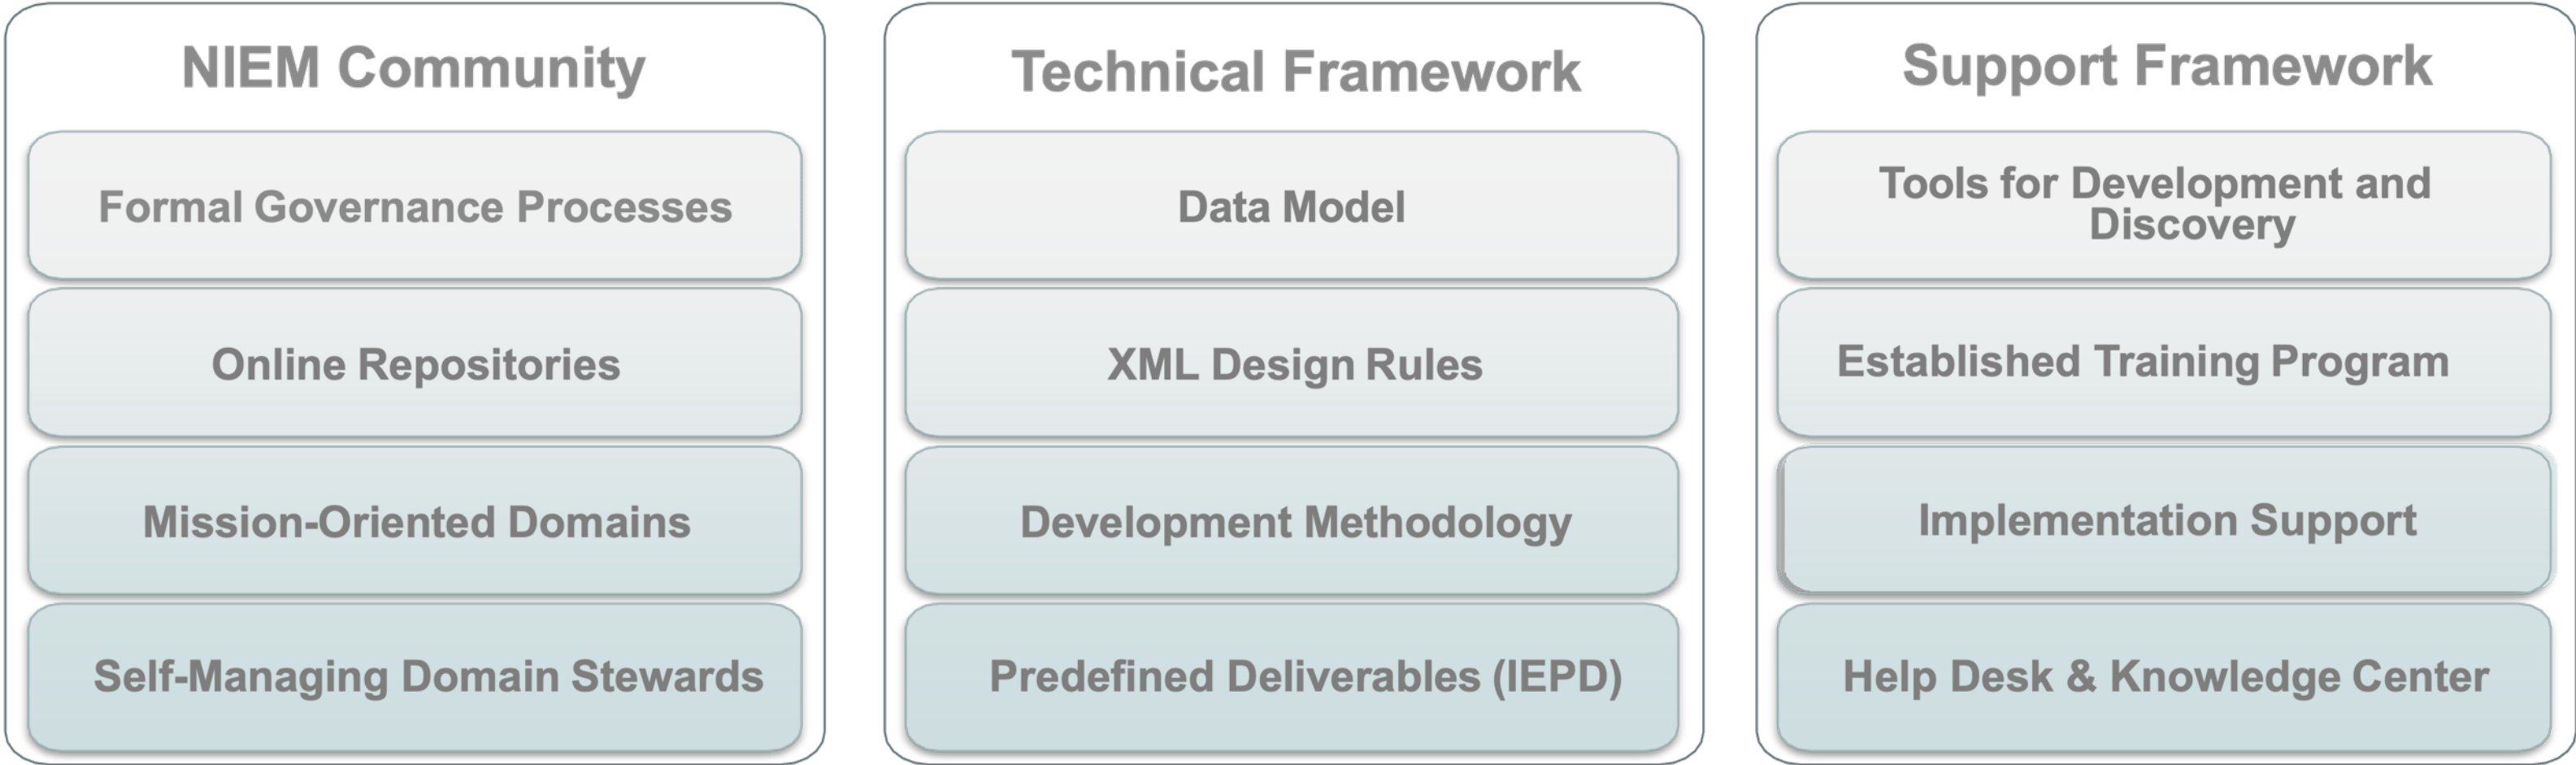 NIEM Community
Formal Governance Processes
Online Repositories
Mission-Oriented Domains
Self-Managing Domain Stewards
Technical Framework
Data Model
XML Design Rules
Development Methodology
Predefined Deliverables (IEPD)
Support Framework
Tools for Development and
Discovery
Established Training Program
Implementation Support
Help Desk & Knowledge Center